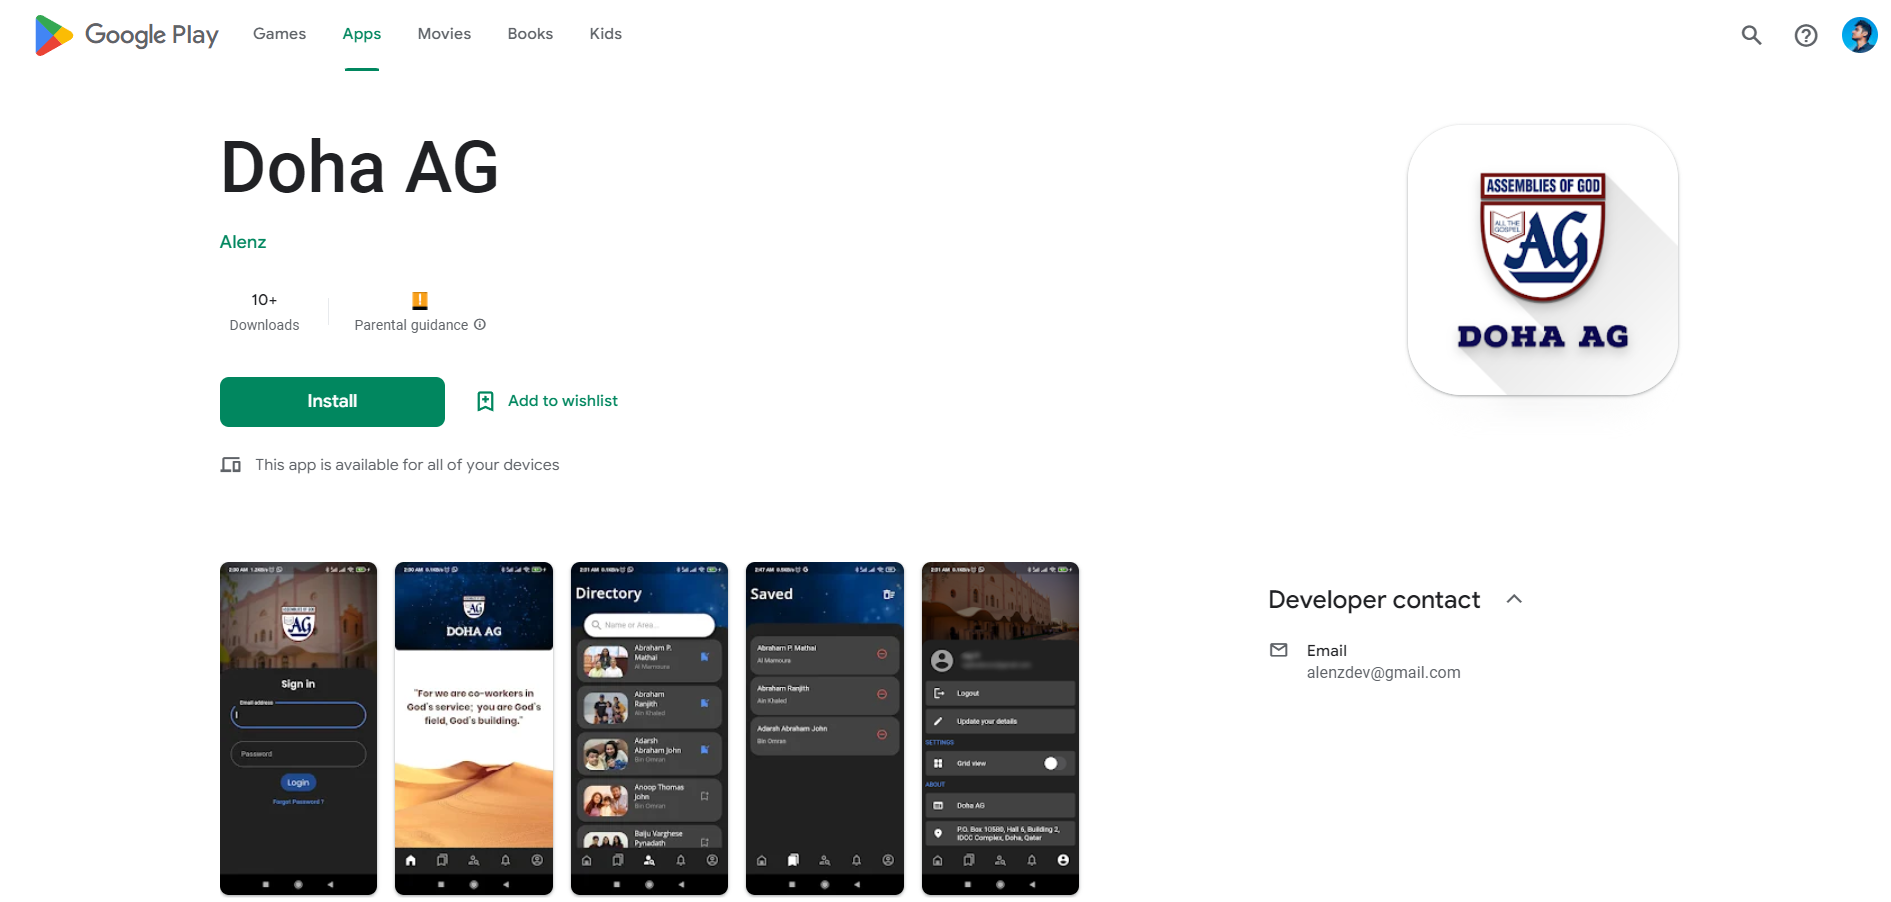 Google Play
Games
Apps
Movies
Books
Kids
Doha AG
Alenz
10+
Downloads
Parental guidance
Install
Add to wishlist
This app is available for all of your devices
ASSEMBLIES OF GOD
ALL THE
GOSPEL
AG
DOHA AG
ASSEMBLIES OF GOD
AG
Sign in
Email address
Password
Login
Forgot Password ?
AG
DOHA AG
"For we are co-workers in
God's service; you are God's
field, God's building."
Directory
Name or Area...
Abraham P.
Mathai
Al Mamoura
Abraham
Ranjith
Ain Khaled
Adarsh
Abraham John
Bin Omran
Anoop Thomas
John
Bin Omran
Baiju Varghese
Pynadath
Saved
Abraham P. Mathai
Al Mamoura
Abraham Ranjith
Ain Khaled
Adarsh Abraham John
Bin Omran
Logout
Update your details
SETTINGS
Grid view
ABOUT
Doha AG
P.O. Box 10580, Hall 6, Building 2,
IDCC Complex, Doha, Qatar
Developer contact
Email
alenzdev@gmail.com